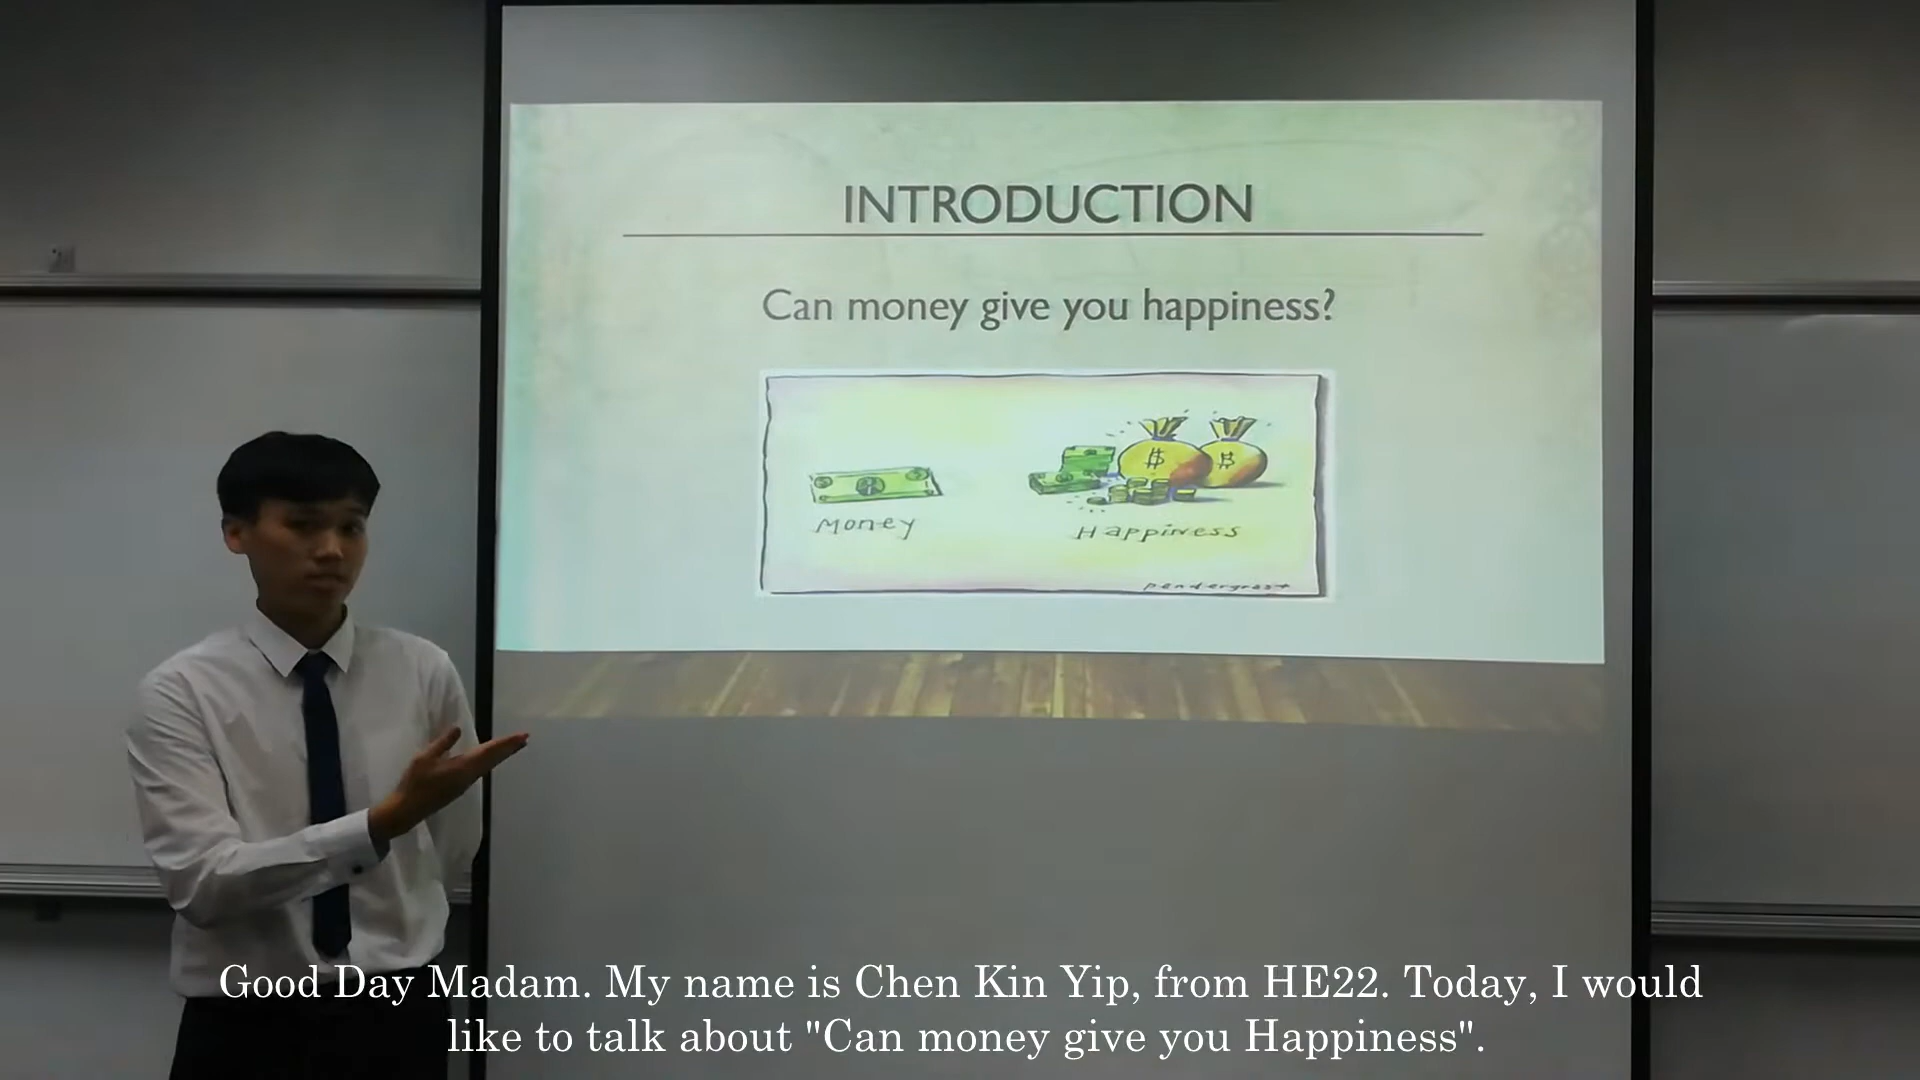 INTRODUCTION
Can money give you happiness?
Money
Happiness
pendergrast
Good Day Madam. My name is Chen Kin Yip, from HE22. Today, I would
like to talk about "Can money give you Happiness".